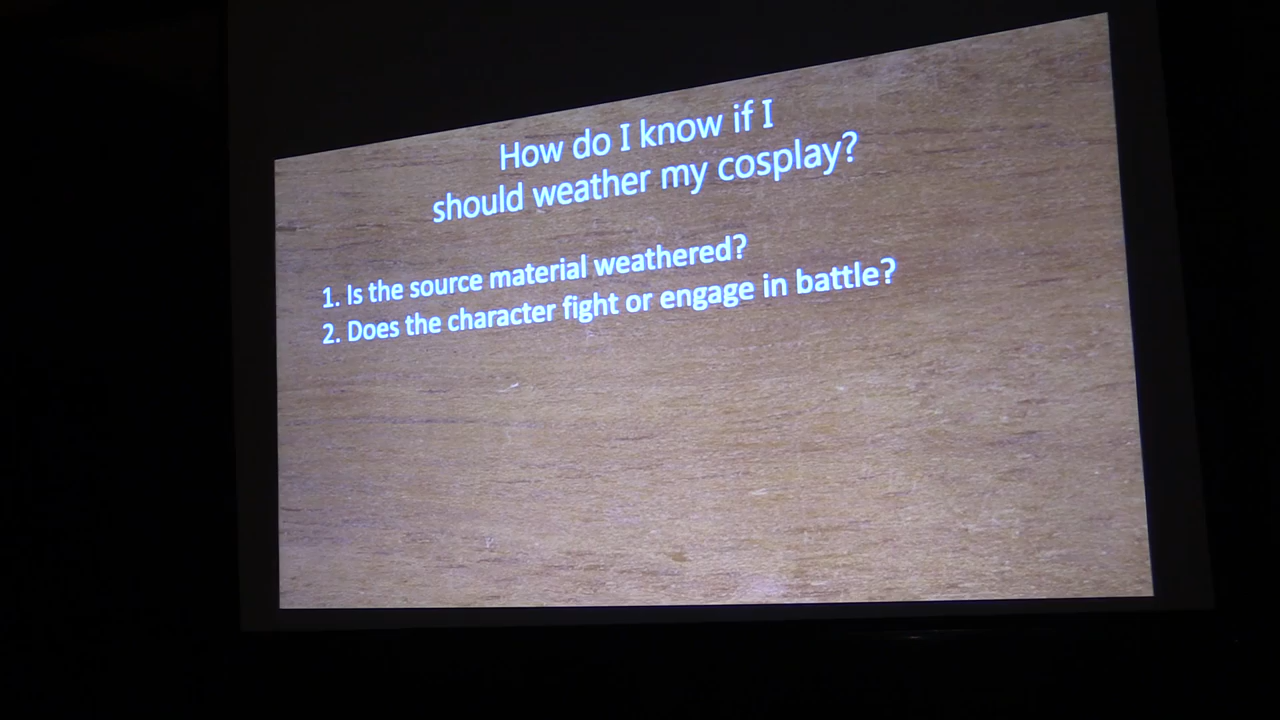 How do I know if I
should weather my cosplay?
1. Is the source material weathered?
2. Does the character fight or engage in battle?